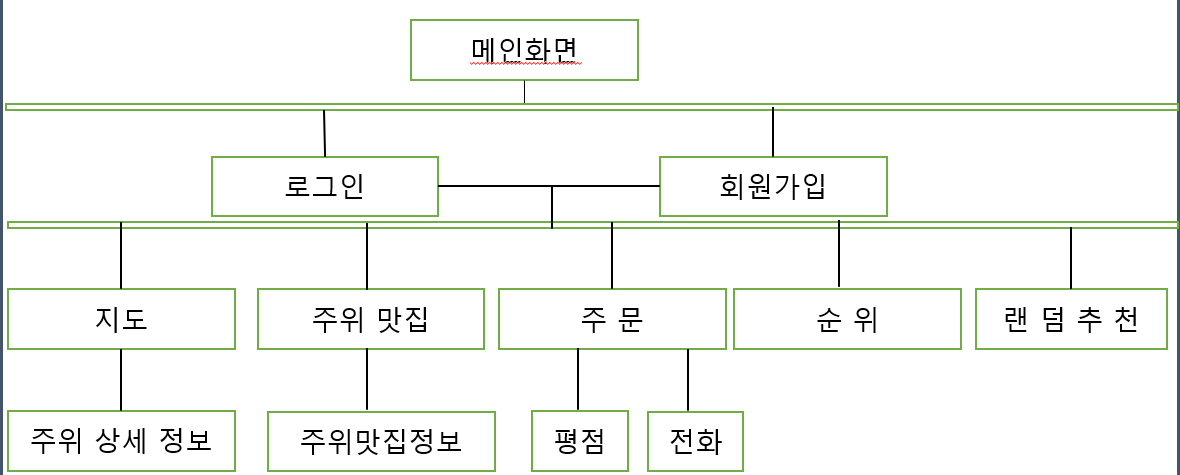 메인화면
로그인
회원가입
지도
주위 맛집
주 문
순 위
랜 덤 추 천
주위 상세 정보
주위맛집정보
평점
전화